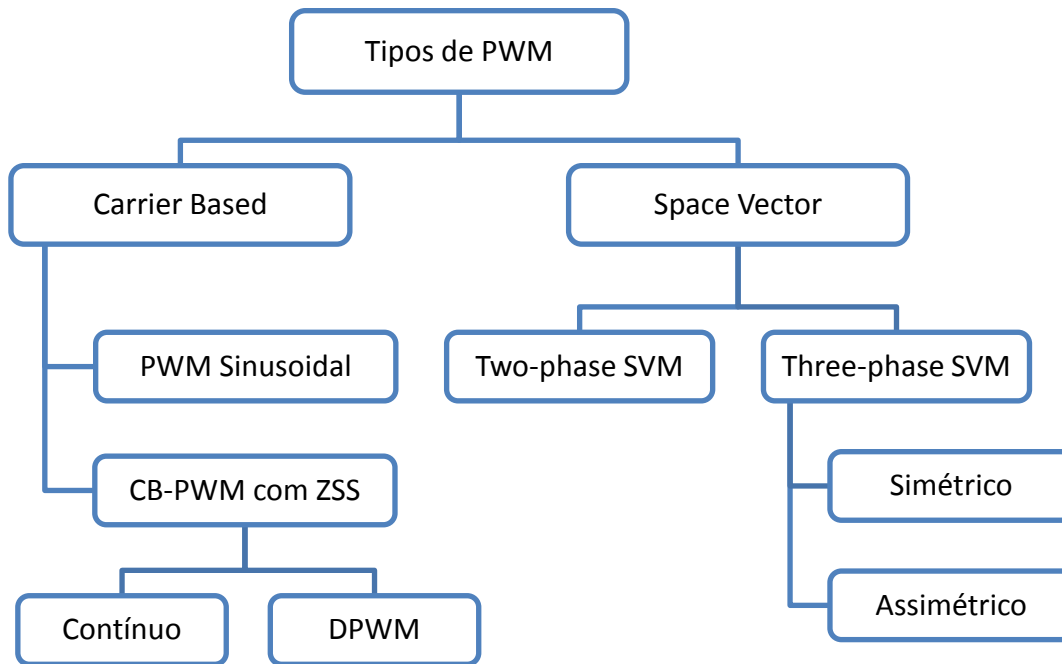 Tipos de PWM
Carrier Based
Space Vector
PWM Sinusoidal
Two-phase SVM
Three-phase SVM
CB-PWM com ZSS
Simétrico
Contínuo
DPWM
Assimétrico